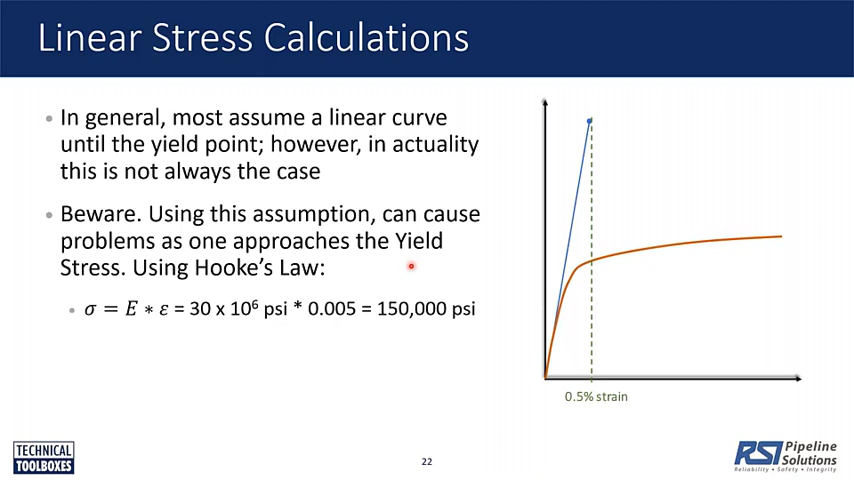 Linear Stress Calculations
• In general, most assume a linear curve
until the yield point; however, in actuality
this is not always the case
• Beware. Using this assumption, can cause
problems as one approaches the Yield
Stress. Using Hooke's Law:
• 𝜎 = 𝐸 ∗ 𝜀 = 30 x 10⁶ psi * 0.005 = 150,000 psi
0.5% strain
TECHNICAL
TOOLBOXES
22
RSI Pipeline
Solutions
Reliability • Safety • Integrity